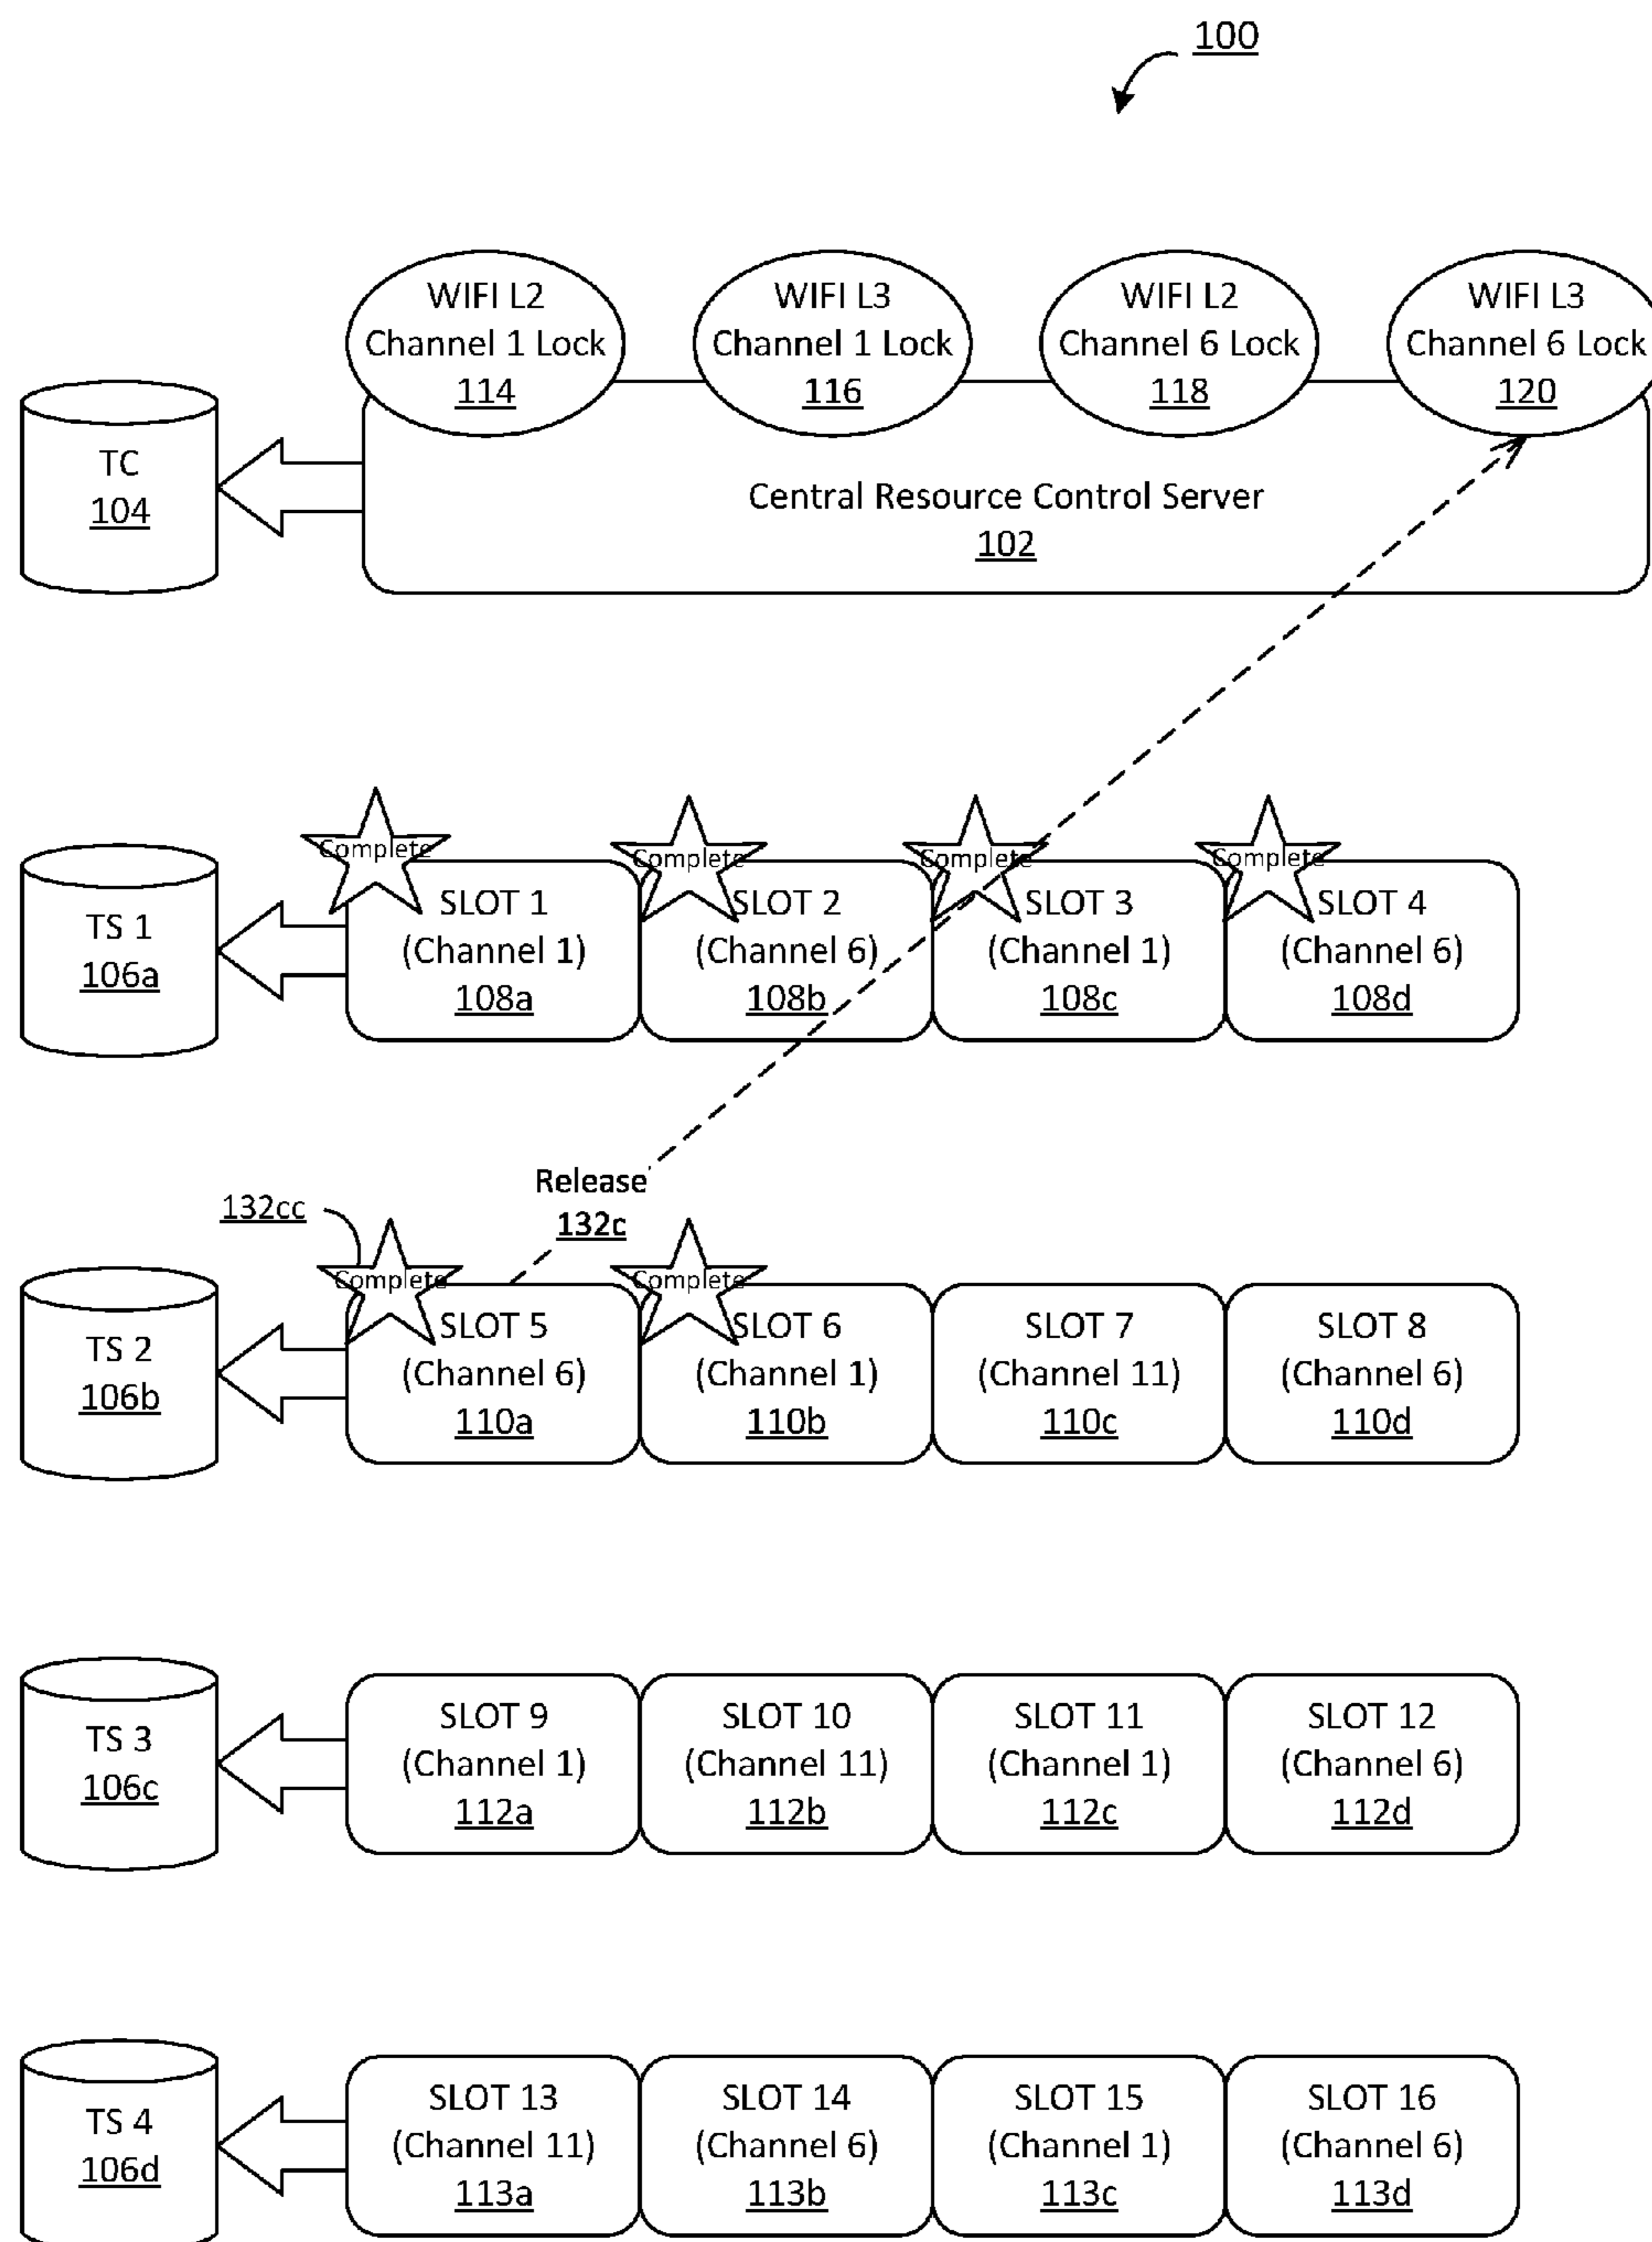 100
WIFI L2
Channel 1 Lock
114
WIFI L3
Channel 1 Lock
116
WIFI L2
Channel 6 Lock
118
WIFI L3
Channel 6 Lock
120
TC
104
Central Resource Control Server
102
TS 1
106a
Complete
SLOT 1
(Channel 1)
108a
Complete
SLOT 2
(Channel 6)
108b
Complete
SLOT 3
(Channel 1)
108c
Complete
SLOT 4
(Channel 6)
108d
Release
132c
132cc
TS 2
106b
Complete
SLOT 5
(Channel 6)
110a
Complete
SLOT 6
(Channel 1)
110b
SLOT 7
(Channel 11)
110c
SLOT 8
(Channel 6)
110d
TS 3
106c
SLOT 9
(Channel 1)
112a
SLOT 10
(Channel 11)
112b
SLOT 11
(Channel 1)
112c
SLOT 12
(Channel 6)
112d
TS 4
106d
SLOT 13
(Channel 11)
113a
SLOT 14
(Channel 6)
113b
SLOT 15
(Channel 1)
113c
SLOT 16
(Channel 6)
113d